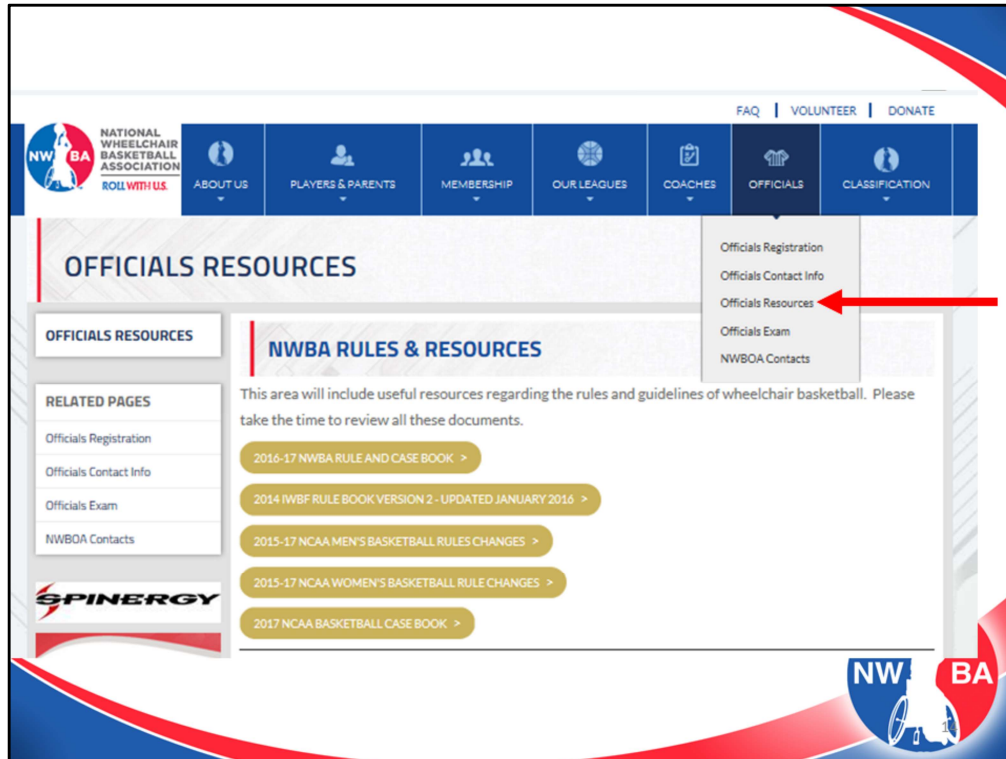 FAQ | VOLUNTEER | DONATE
NW BA
NATIONAL
WHEELCHAIR
BASKETBALL
ASSOCIATION
ROLL WITH US.
ABOUT US
PLAYERS & PARENTS
MEMBERSHIP
OUR LEAGUES
COACHES
OFFICIALS
CLASSIFICATION
Officials Registration
Officials Contact Info
Officials Resources
Officials Exam
NWBOA Contacts
OFFICIALS RESOURCES
OFFICIALS RESOURCES
RELATED PAGES
Officials Registration
Officials Contact Info
Officials Exam
NWBOA Contacts
SPINERGY
NWBA RULES & RESOURCES
This area will include useful resources regarding the rules and guidelines of wheelchair basketball. Please
take the time to review all these documents.
2016-17 NWBA RULE AND CASE BOOK >
2014 IWBF RULE BOOK VERSION 2 - UPDATED JANUARY 2016 >
2015-17 NCAA MEN'S BASKETBALL RULES CHANGES >
2015-17 NCAA WOMEN'S BASKETBALL RULE CHANGES >
2017 NCAA BASKETBALL CASE BOOK >
NW BA